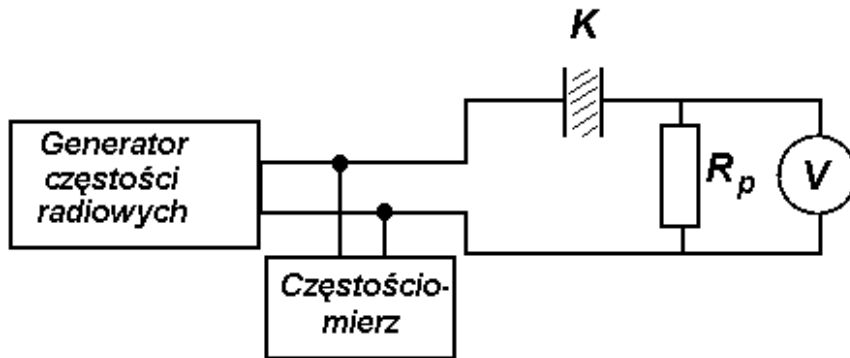 K
Generator
częstości
radiowych
R p
V
Częstościo-
mierz